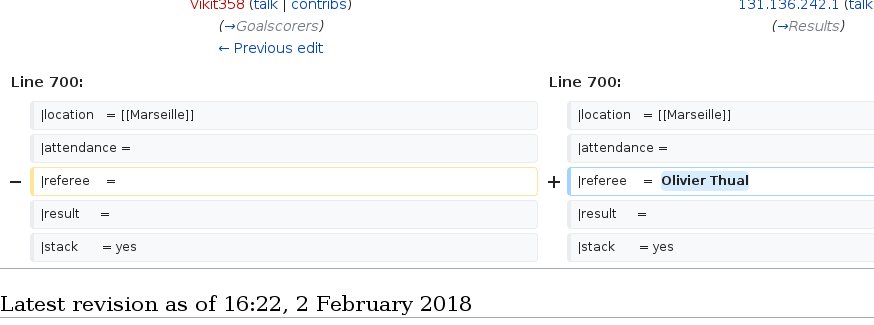 Vikit358 (talk | contribs)
(→Goalscorers)
← Previous edit
131.136.242.1 (talk
(→Results)
Line 700:
Line 700:
|location = [[Marseille]]
|location = [[Marseille]]
|attendance =
|attendance =
− |referee =
+ |referee = Olivier Thual
|result =
|result =
|stack = yes
|stack = yes
Latest revision as of 16:22, 2 February 2018